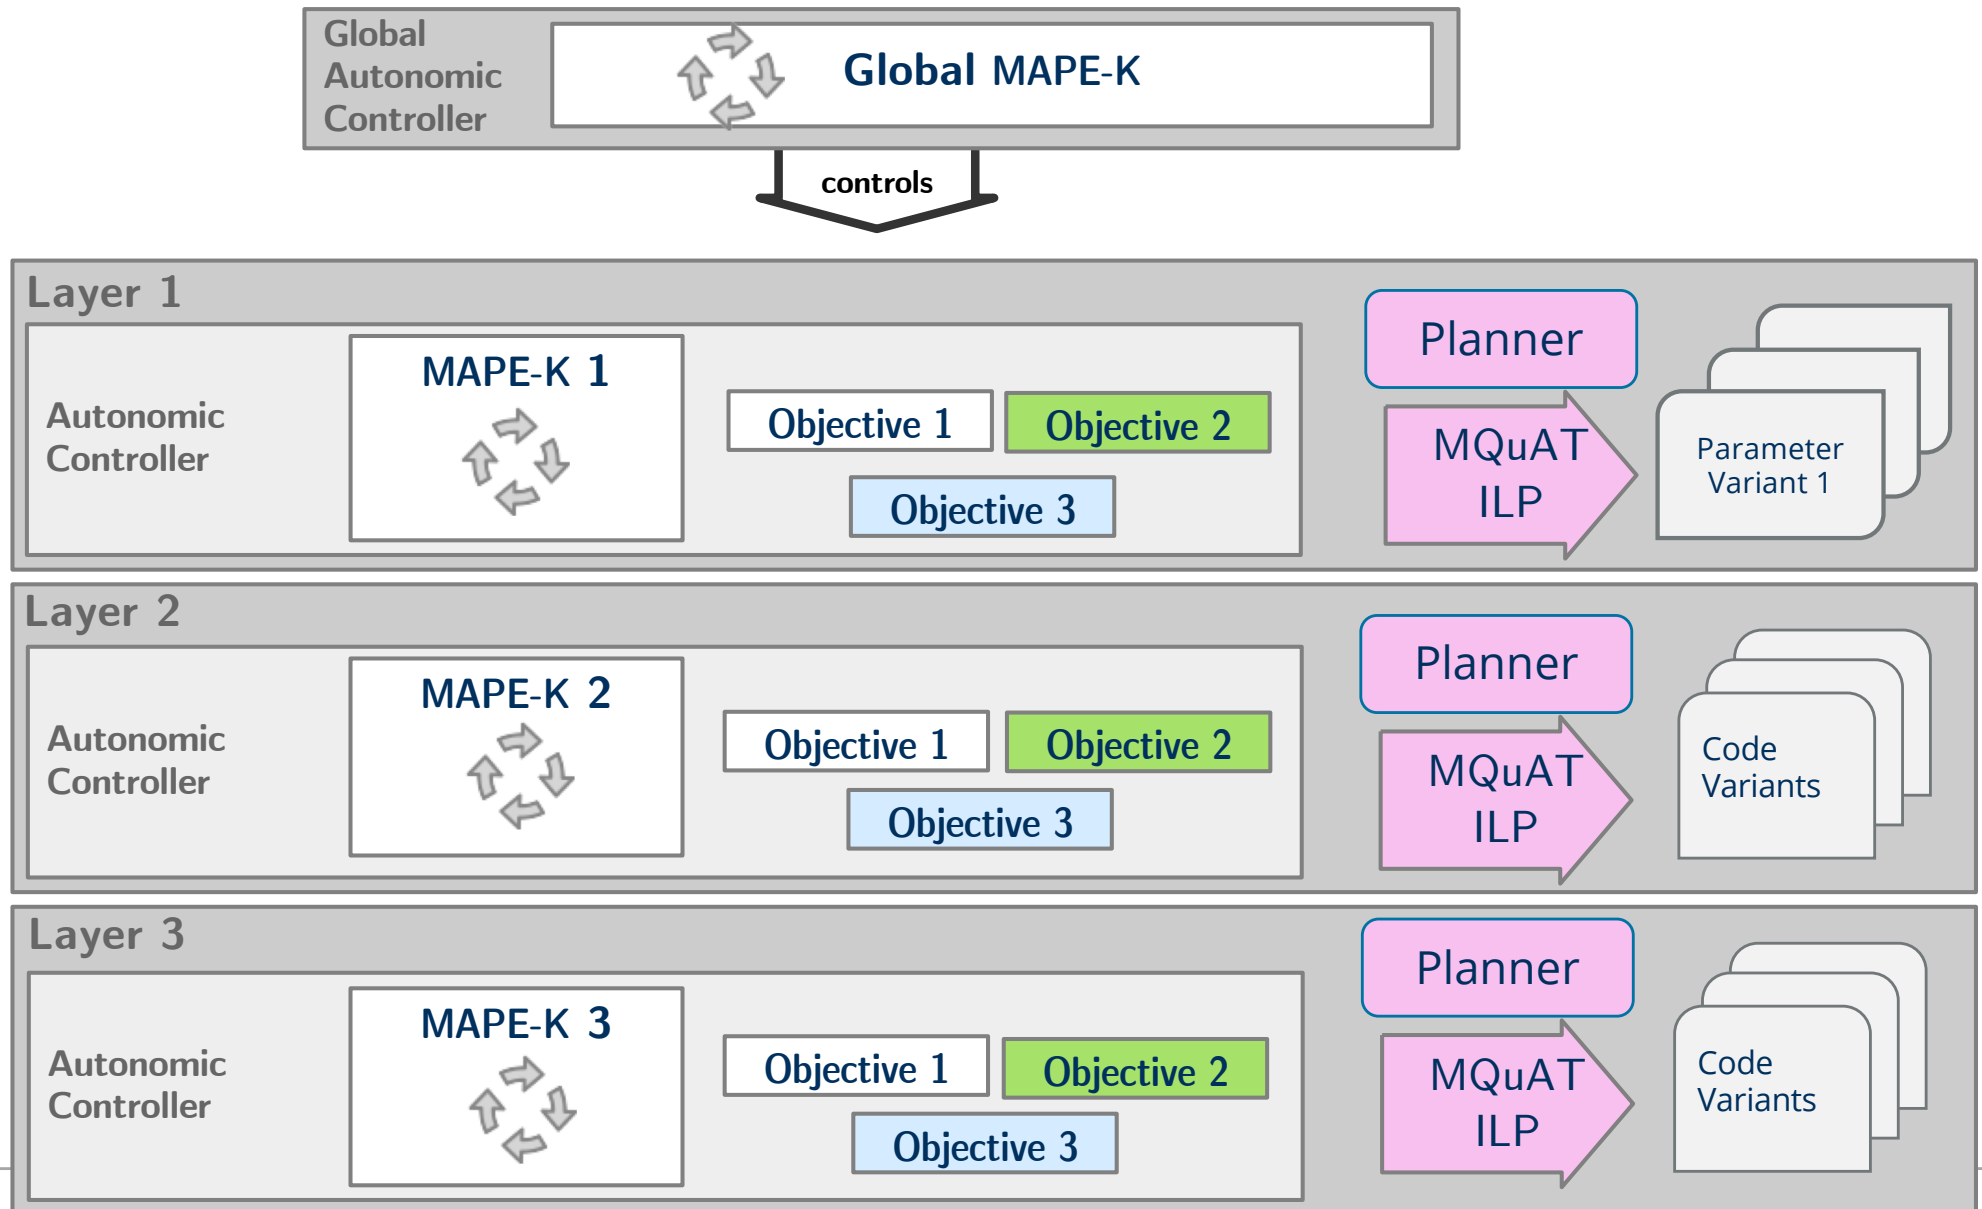 Global
Autonomic
Controller
Global MAPE-K
controls
Layer 1
Autonomic
Controller
MAPE-K 1
Objective 1
Objective 2
Objective 3
Planner
MQuAT
ILP
Parameter
Variant 1
Layer 2
Autonomic
Controller
MAPE-K 2
Objective 1
Objective 2
Objective 3
Planner
MQuAT
ILP
Code
Variants
Layer 3
Autonomic
Controller
MAPE-K 3
Objective 1
Objective 2
Objective 3
Planner
MQuAT
ILP
Code
Variants